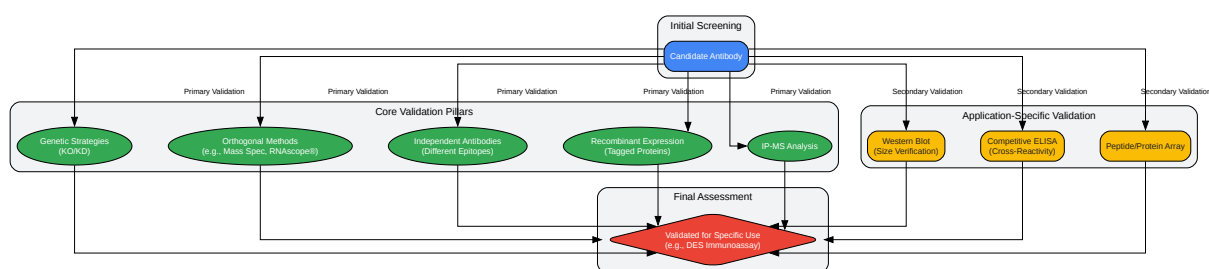 Initial Screening
Candidate Antibody
Primary Validation
Primary Validation
Primary Validation
Primary Validation
Primary Validation
Secondary Validation
Secondary Validation
Secondary Validation
Core Validation Pillars
Application-Specific Validation
Genetic Strategies
(KO/KD)
Orthogonal Methods
(e.g., Mass Spec, RNAscope®)
Independent Antibodies
(Different Epitopes)
Recombinant Expression
(Tagged Proteins)
IP-MS Analysis
Western Blot
(Size Verification)
Competitive ELISA
(Cross-Reactivity)
Peptide/Protein Array
Final Assessment
Validated for Specific Use
(e.g., DES Immunoassay)